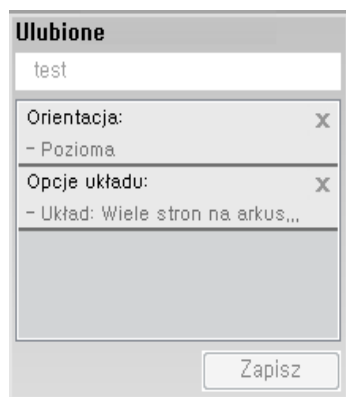 Ulubione
test
Orientacja: x
- Pozioma
Opcje układu: x
- Układ: Wiele stron na arkus,,,
Zapisz